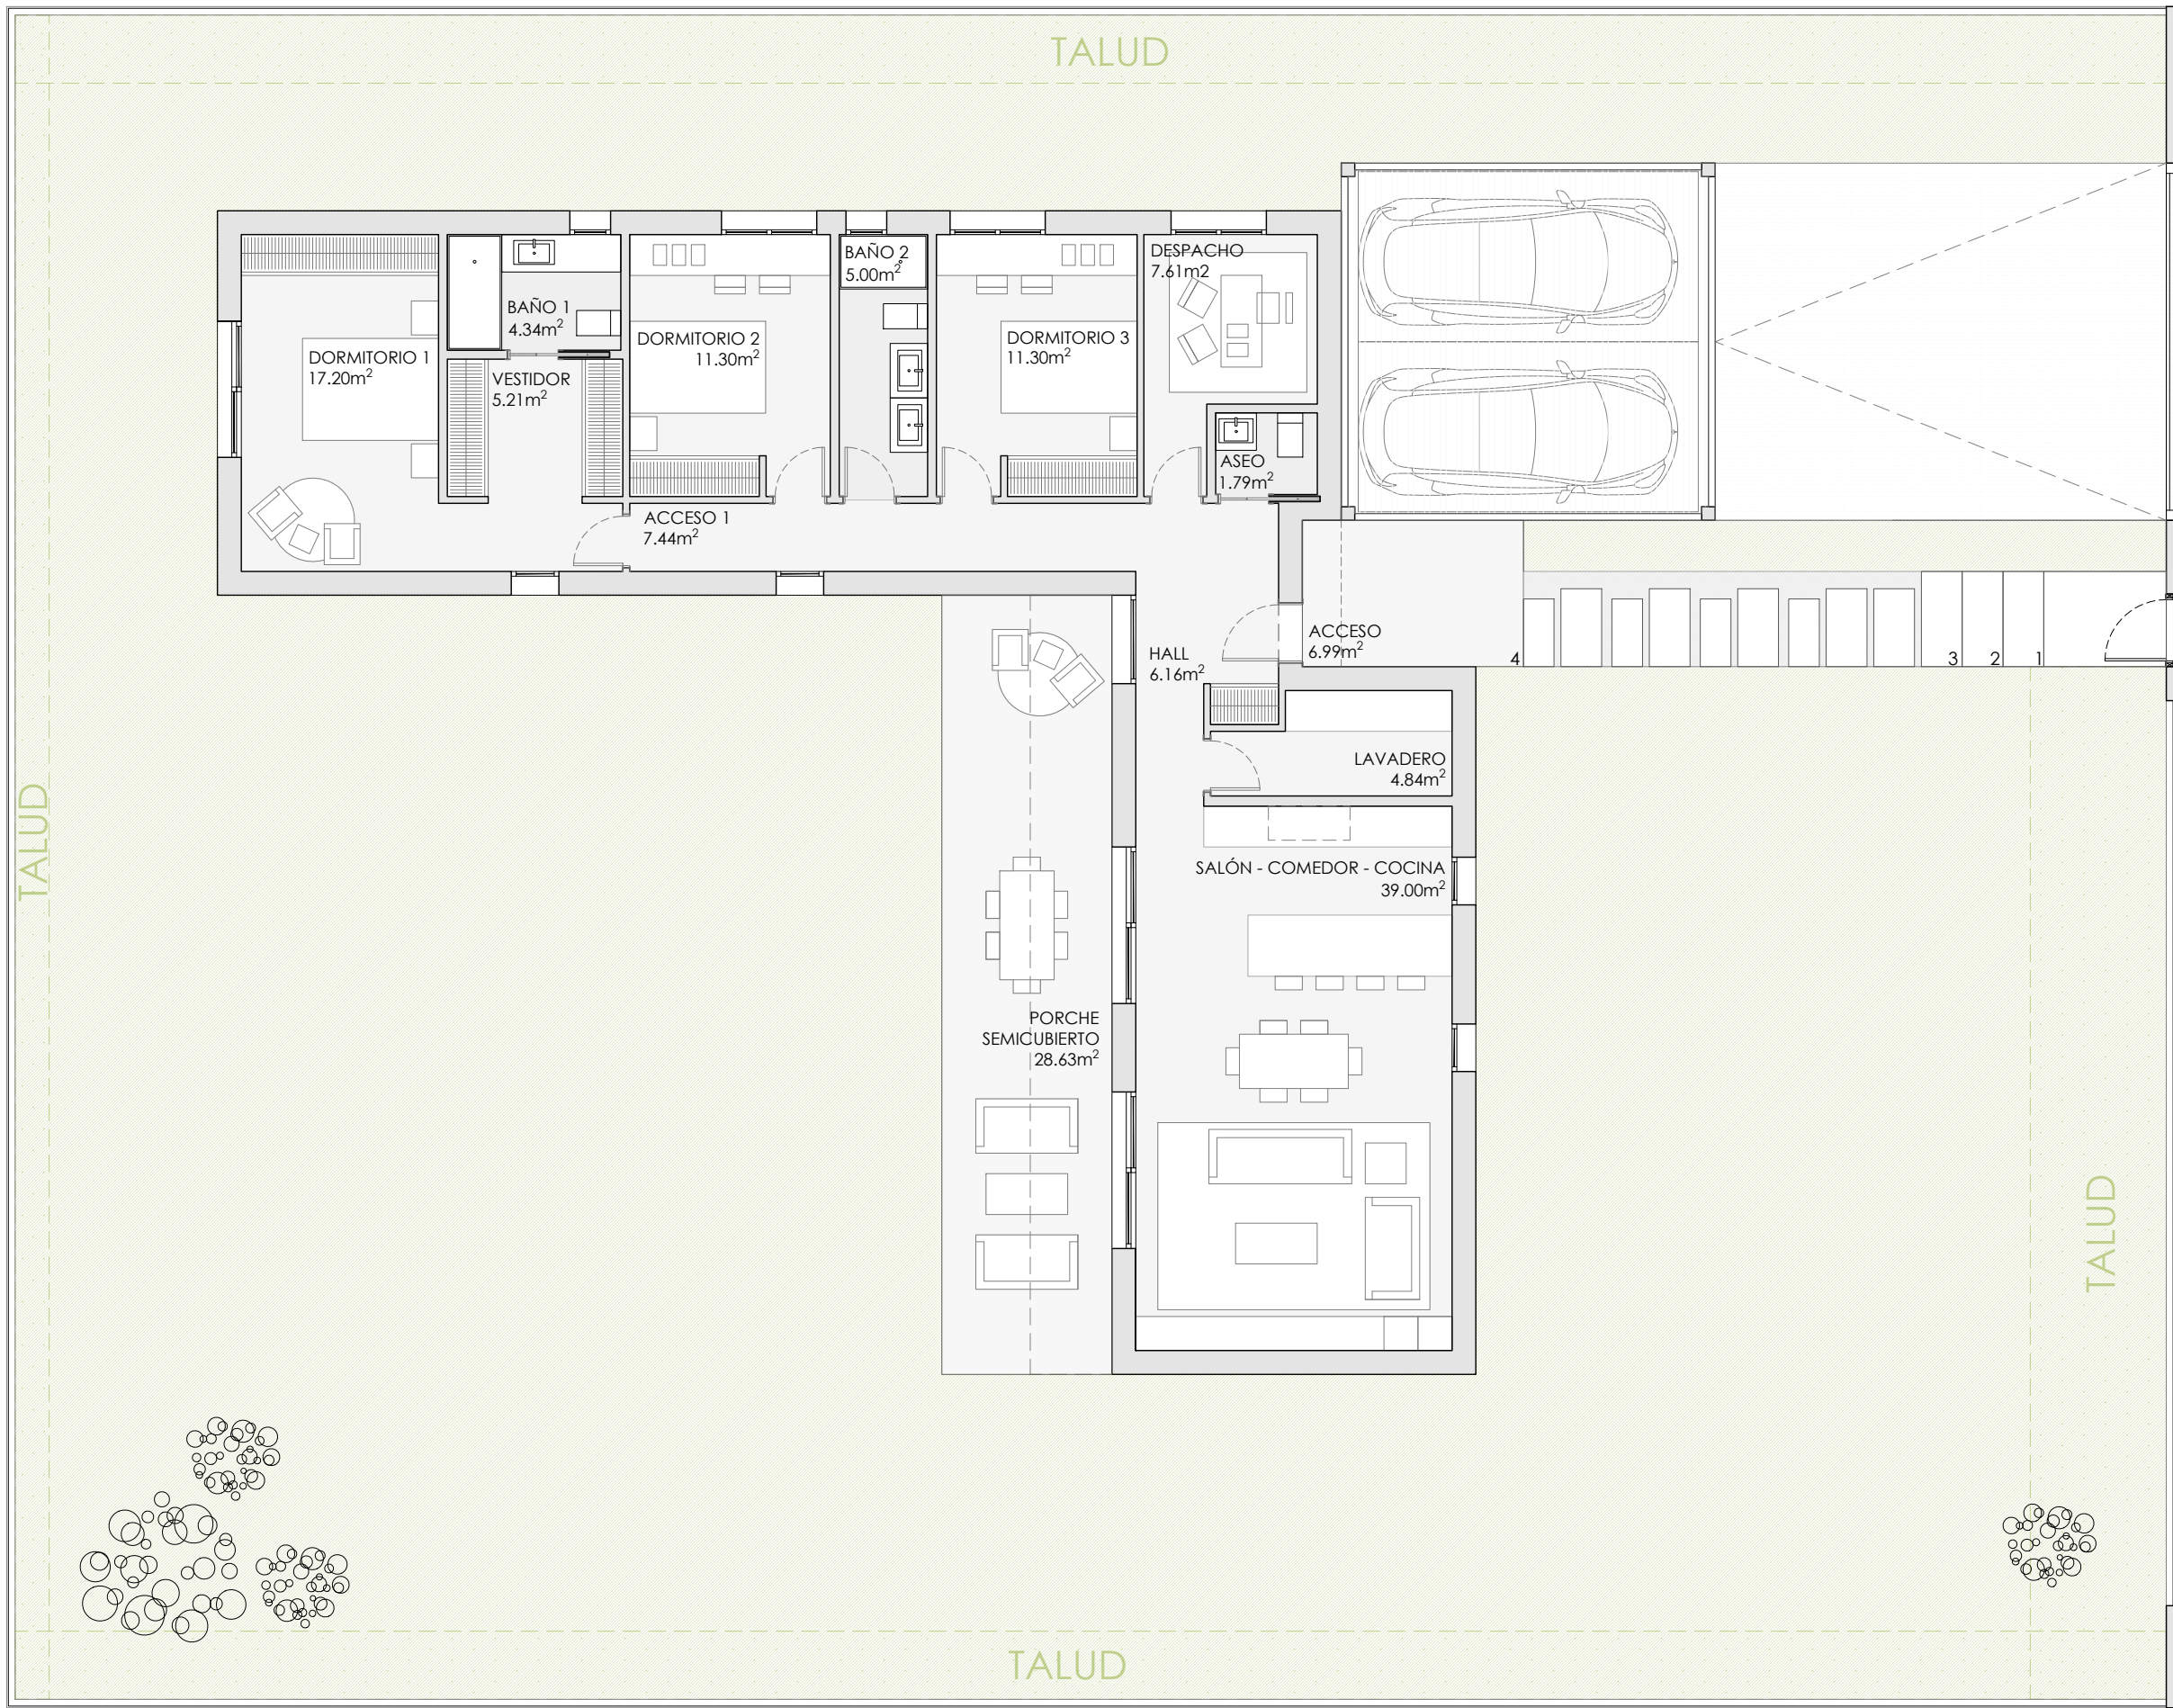 TALUD
BAÑO 2
5.00m²
DESPACHO
7.61m2
BAÑO 1
4.34m²
DORMITORIO 1
17.20m²
VESTIDOR
5.21m²
DORMITORIO 2
11.30m²
DORMITORIO 3
11.30m²
ASEO
1.79m²
ACCESO 1
7.44m²
HALL
6.16m²
ACCESO
6.99m²
4
3
2
1
LAVADERO
4.84m²
TALUD
SALÓN - COMEDOR - COCINA
39.00m²
PORCHE
SEMICUBIERTO
28.63m²
TALUD
TALUD